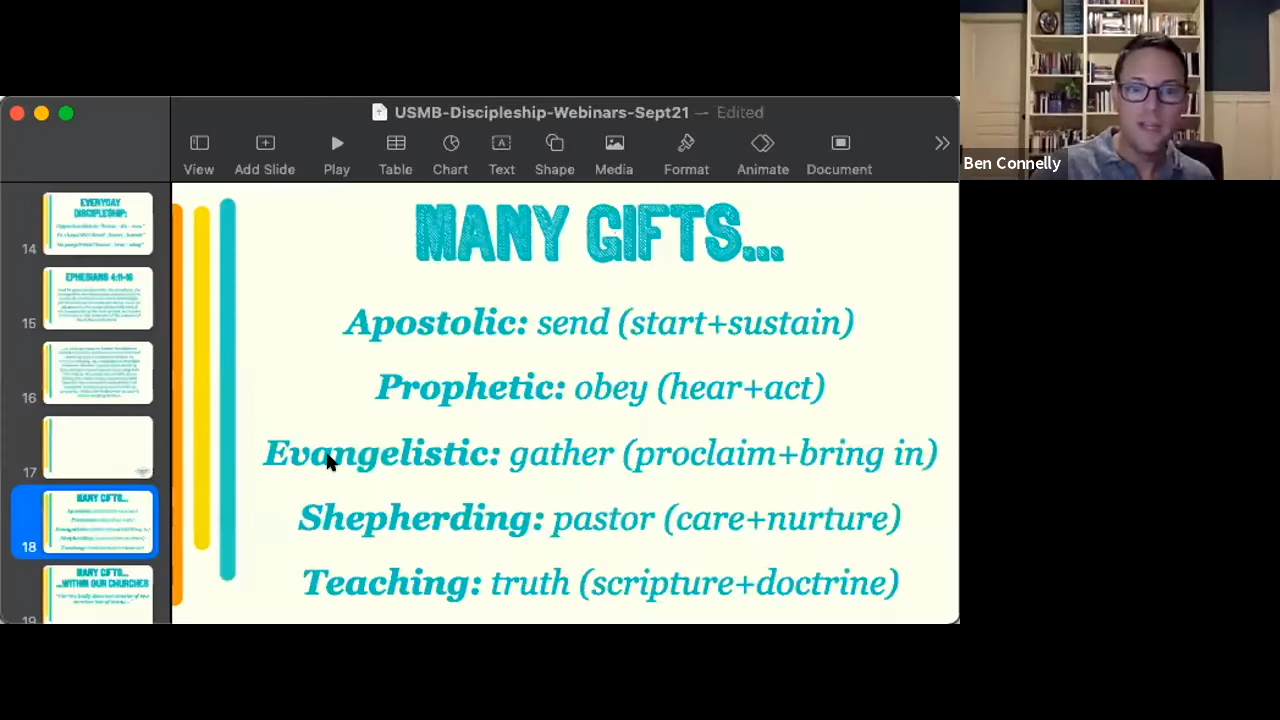 USMB-Discipleship-Webinars-Sept21 — Edited
View Add Slide Play Table Chart Text Shape Media Format Animate Document
Ben Connelly
EVERYDAY
DISCIPLESHIP:
14
EPHESIANS 4:11-16
15
16
17
MANY GIFTS...
18
MANY GIFTS...
...WITHIN OUR CHURCHES
19
MANY GIFTS...
Apostolic: send (start+sustain)
Prophetic: obey (hear+act)
Evangelistic: gather (proclaim+bring in)
Shepherding: pastor (care+nurture)
Teaching: truth (scripture+doctrine)